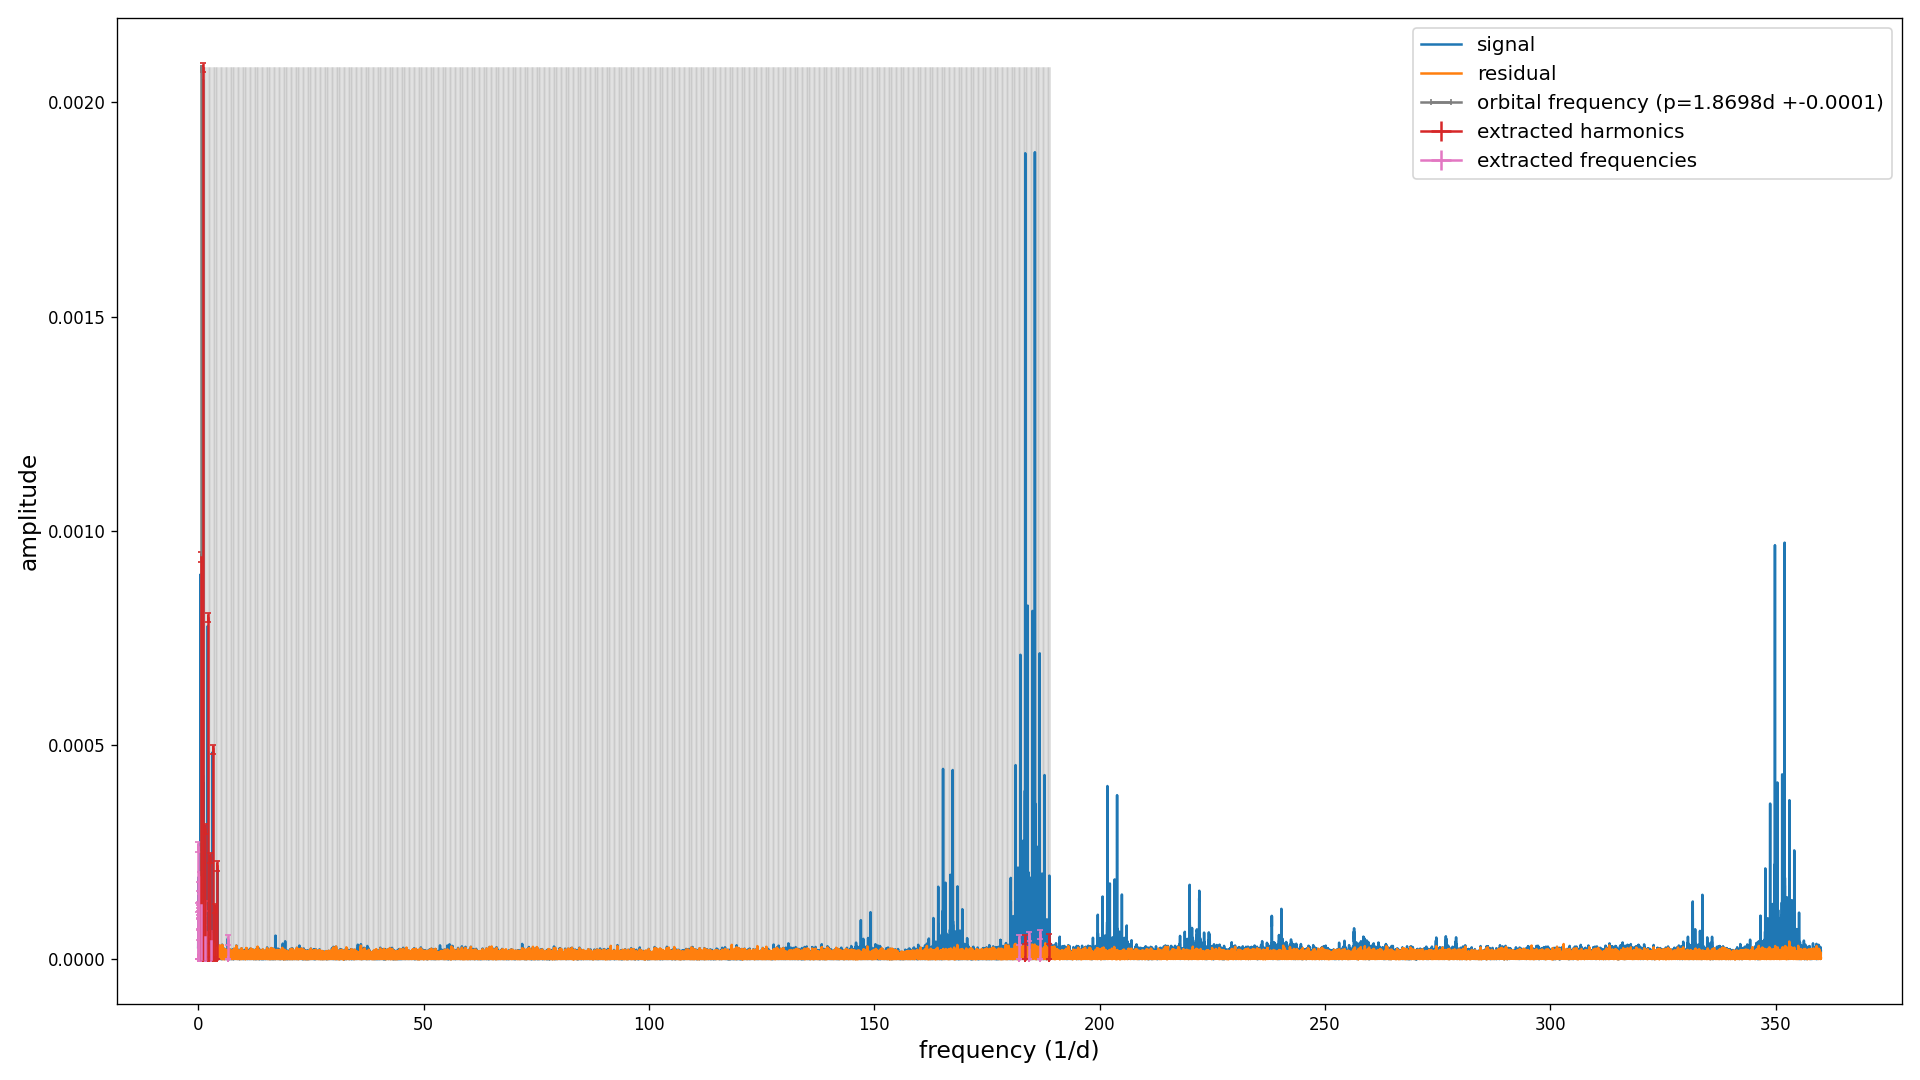 signal
residual
orbital frequency (p=1.8698d +-0.0001)
extracted harmonics
extracted frequencies
amplitude
0.0020
0.0015
0.0010
0.0005
0.0000
0 50 100 150 200 250 300 350
frequency (1/d)